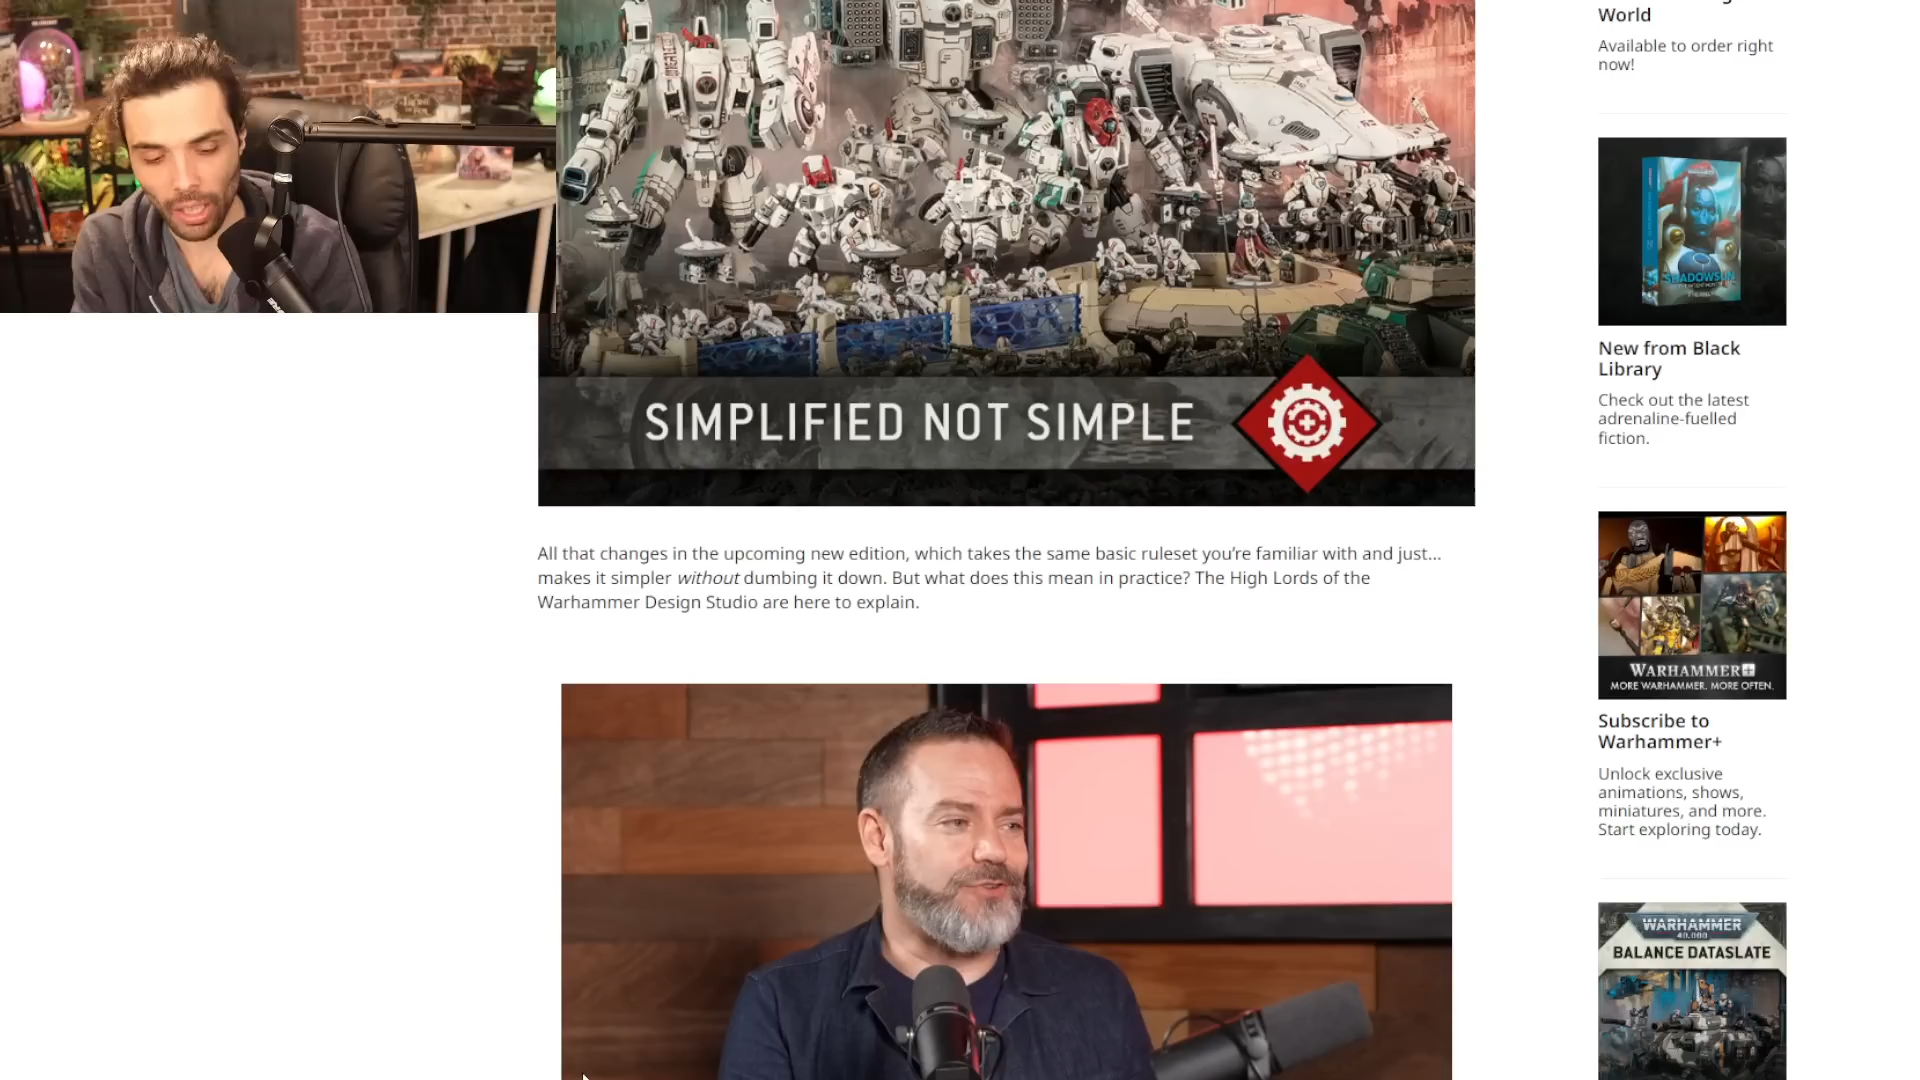 SIMPLIFIED NOT SIMPLE
All that changes in the upcoming new edition, which takes the same basic ruleset you're familiar with and just...
makes it simpler without dumbing it down. But what does this mean in practice? The High Lords of the
Warhammer Design Studio are here to explain.
World
Available to order right
now!
SHADOWSUN
New from Black
Library
Check out the latest
adrenaline-fuelled
fiction.
WARHAMMER+
MORE WARHAMMER. MORE OFTEN.
Subscribe to
Warhammer+
Unlock exclusive
animations, shows,
miniatures, and more.
Start exploring today.
WARHAMMER
40,000
BALANCE DATASLATE